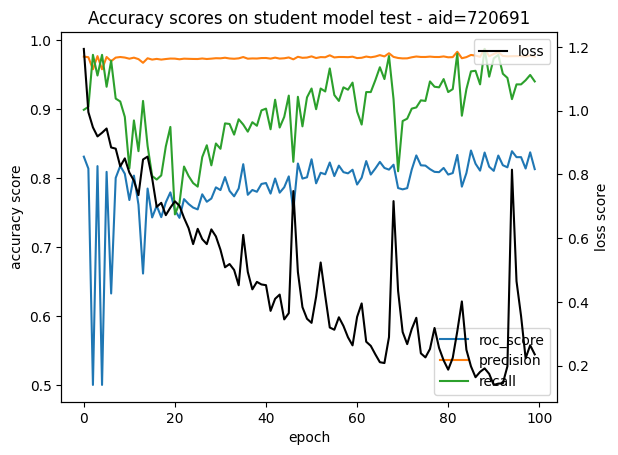 Accuracy scores on student model test - aid=720691
1.0
0.9
0.8
0.7
0.6
0.5
accuracy score
0
20
40
60
80
100
epoch
1.2
1.0
0.8
0.6
0.4
0.2
loss score
loss
roc_score
precision
recall